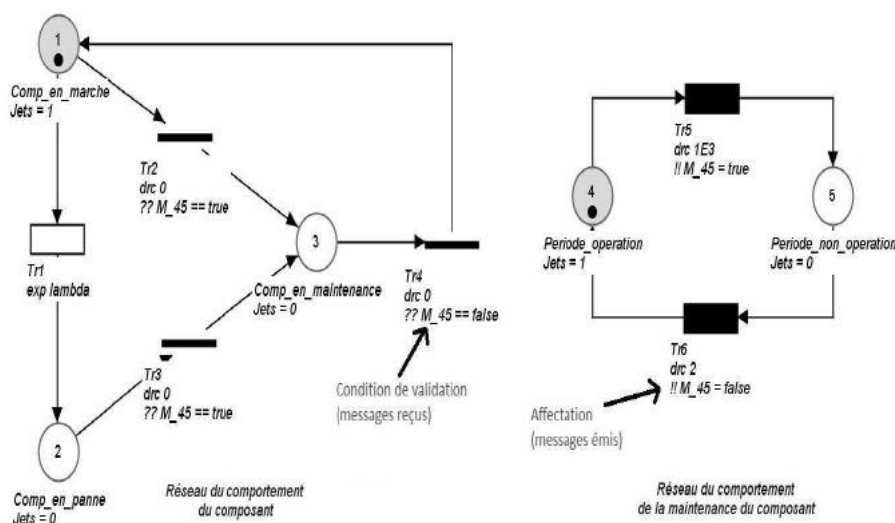 1
Comp_en_marche
Jets = 1
Tr2
drc 0
?? M_45 == true
Tr1
exp lambda
3
Comp_en_maintenance
Jets = 0
Tr4
drc 0
?? M_45 == false
Tr3
drc 0
?? M_45 == true
Condition de validation
(messages reçus)
2
Comp_en_panne
Jets = 0
Réseau du comportement
du composant
Tr5
drc 1E3
!! M_45 = true
4
Periode_operation
Jets = 1
5
Periode_non_operation
Jets = 0
Tr6
drc 2
!! M_45 = false
Affectation
(messages émis)
Réseau du comportement
de la maintenance du composant